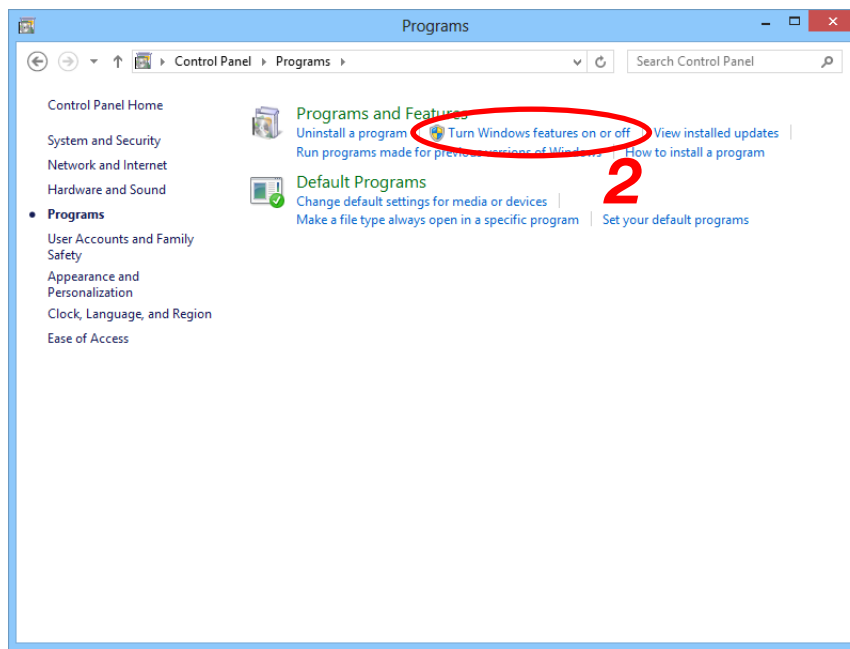 Programs
Control Panel Programs
Search Control Panel
Control Panel Home
System and Security
Network and Internet
Hardware and Sound
Programs
User Accounts and Family
Safety
Appearance and
Personalization
Clock, Language, and Region
Ease of Access
Programs and Features
Uninstall a program Turn Windows features on or off View installed updates
Run programs made for previous versions of Windows How to install a program
2
Default Programs
Change default settings for media or devices
Make a file type always open in a specific program Set your default programs